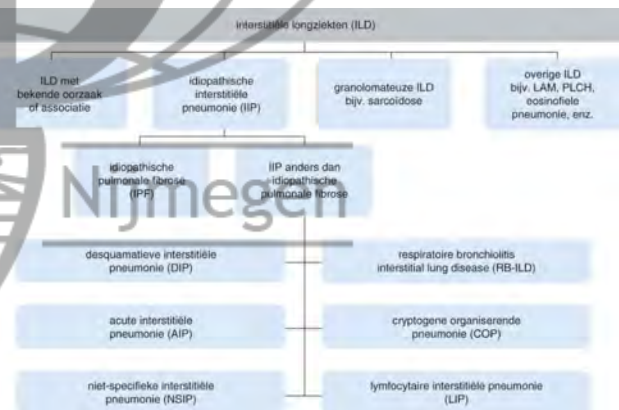 interstitiële longziekten (ILD)
ILD met
bekende oorzaak
of associatie
idiopathische
interstitiële
pneumonie (IIP)
granolomateuze ILD
bijv. sarcoïdose
overige ILD
bijv. LAM, PLCH,
eosinofiele
pneumonie, enz.
idiopathische
pulmonale fibrose
(IPF)
IIP anders dan
idiopathische
pulmonale fibrose
Nijmegen
desquamatieve interstitiële
pneumonie (DIP)
respiratoire bronchiolitis
interstitial lung disease (RB-ILD)
acute interstitiële
pneumonie (AIP)
cryptogene organiserende
pneumonie (COP)
niet-specifieke interstitiële
pneumonie (NSIP)
lymfocytaire interstitiële pneumonie
(LIP)